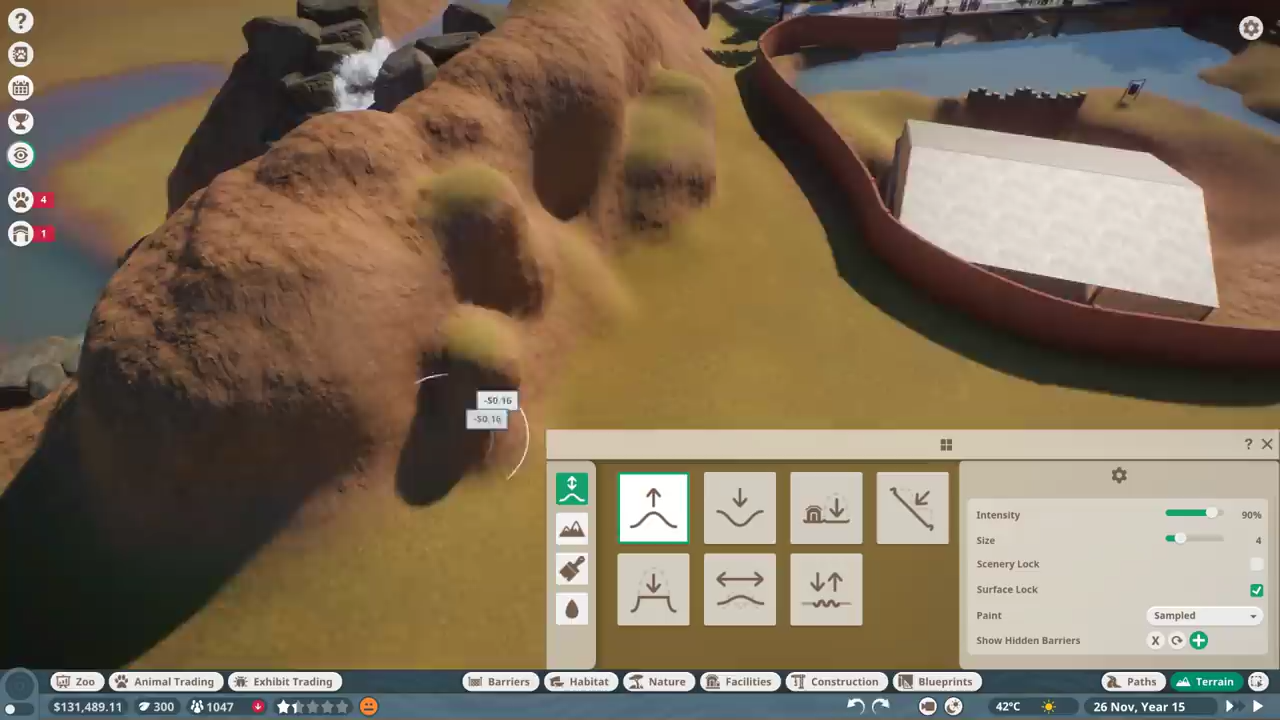 ?
4
1
-$0.16
-$0.16
? X
Intensity 90%
Size 4
Scenery Lock
Surface Lock
Paint Sampled
Show Hidden Barriers X
Zoo Animal Trading Exhibit Trading Barriers Habitat Nature Facilities Construction Blueprints Paths Terrain
$131,489.11 300 1047 42°C 26 Nov, Year 15